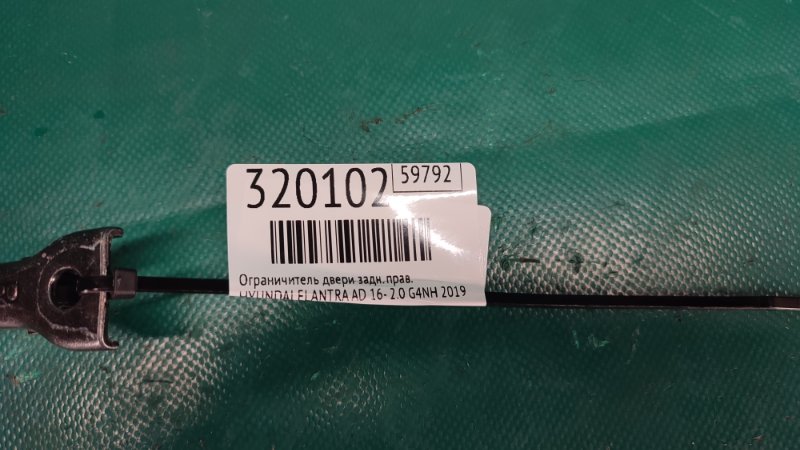 320102 59792
Ограничитель двери задн.прав.
HYUNDAI ELANTRA AD 16- 2.0 G4NH 2019